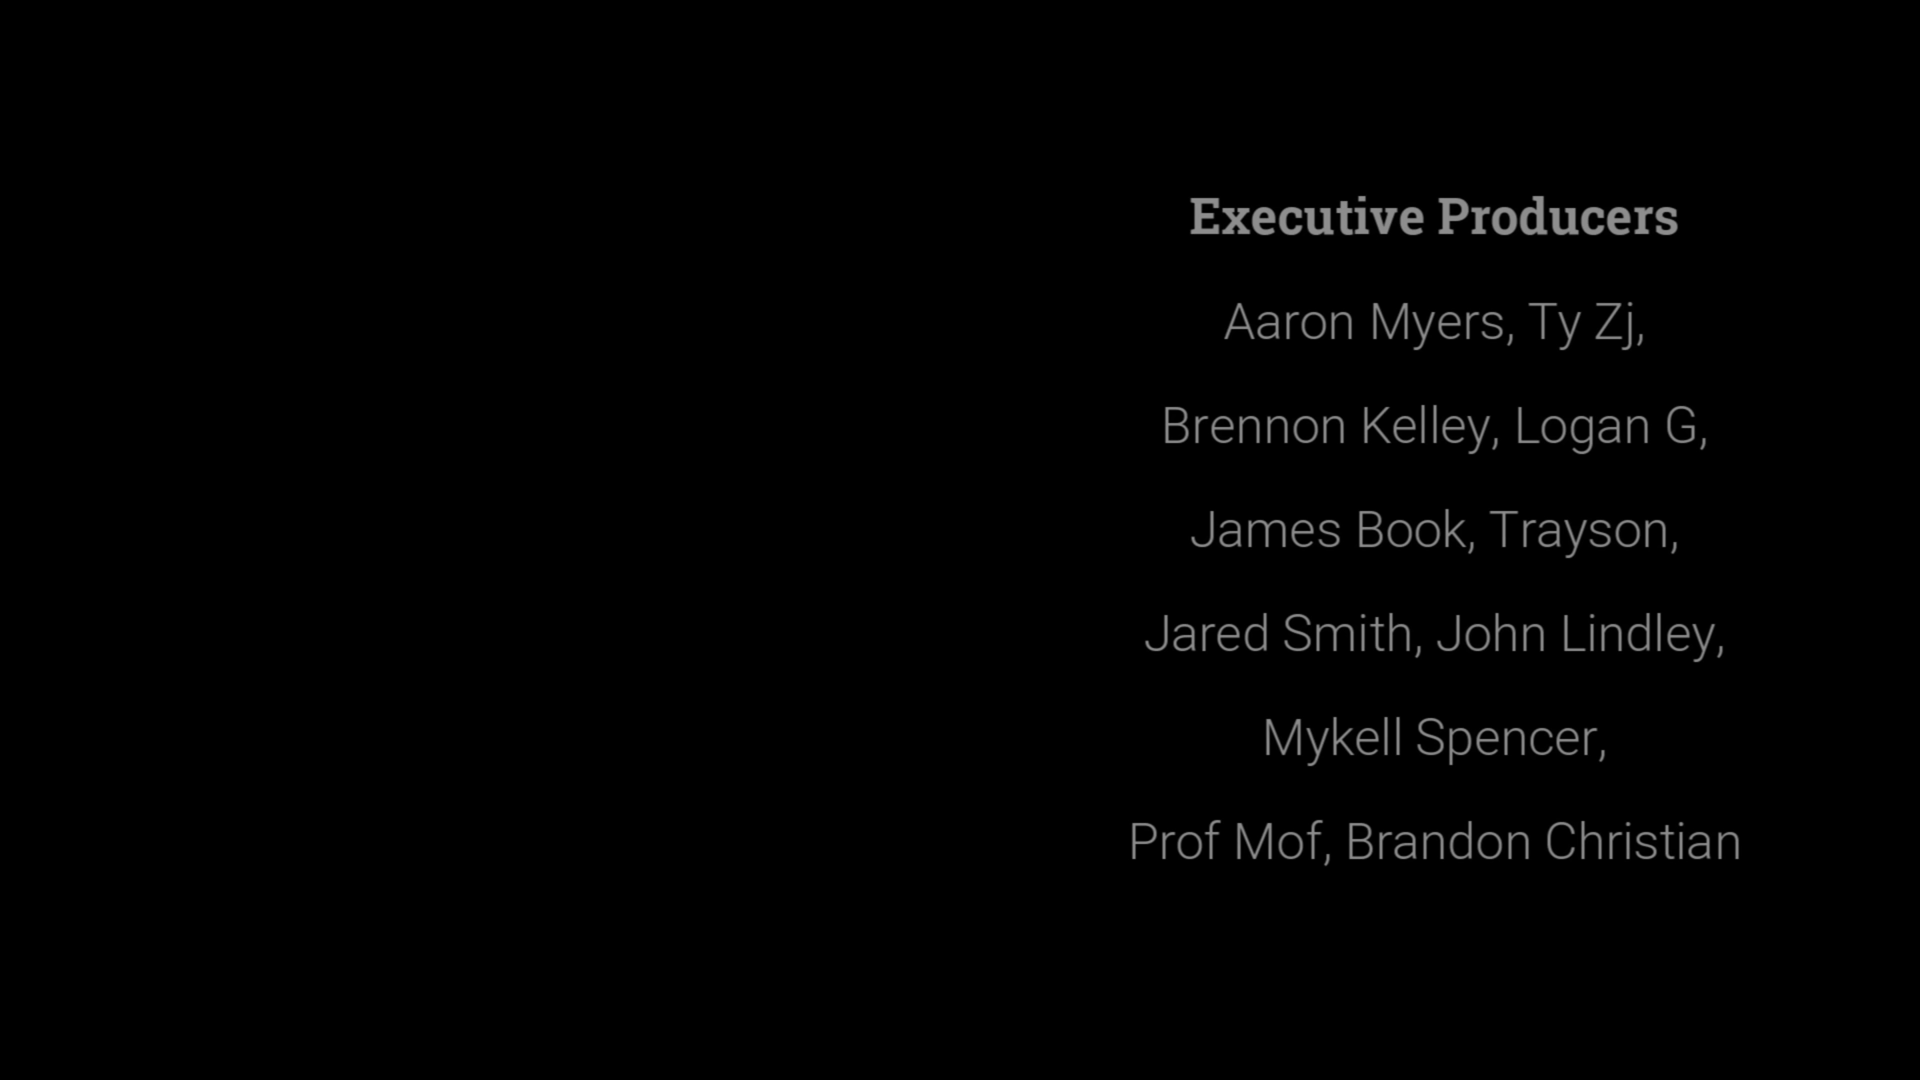 Executive Producers
Aaron Myers, Ty Zj,
Brennon Kelley, Logan G,
James Book, Trayson,
Jared Smith, John Lindley,
Mykell Spencer,
Prof Mof, Brandon Christian